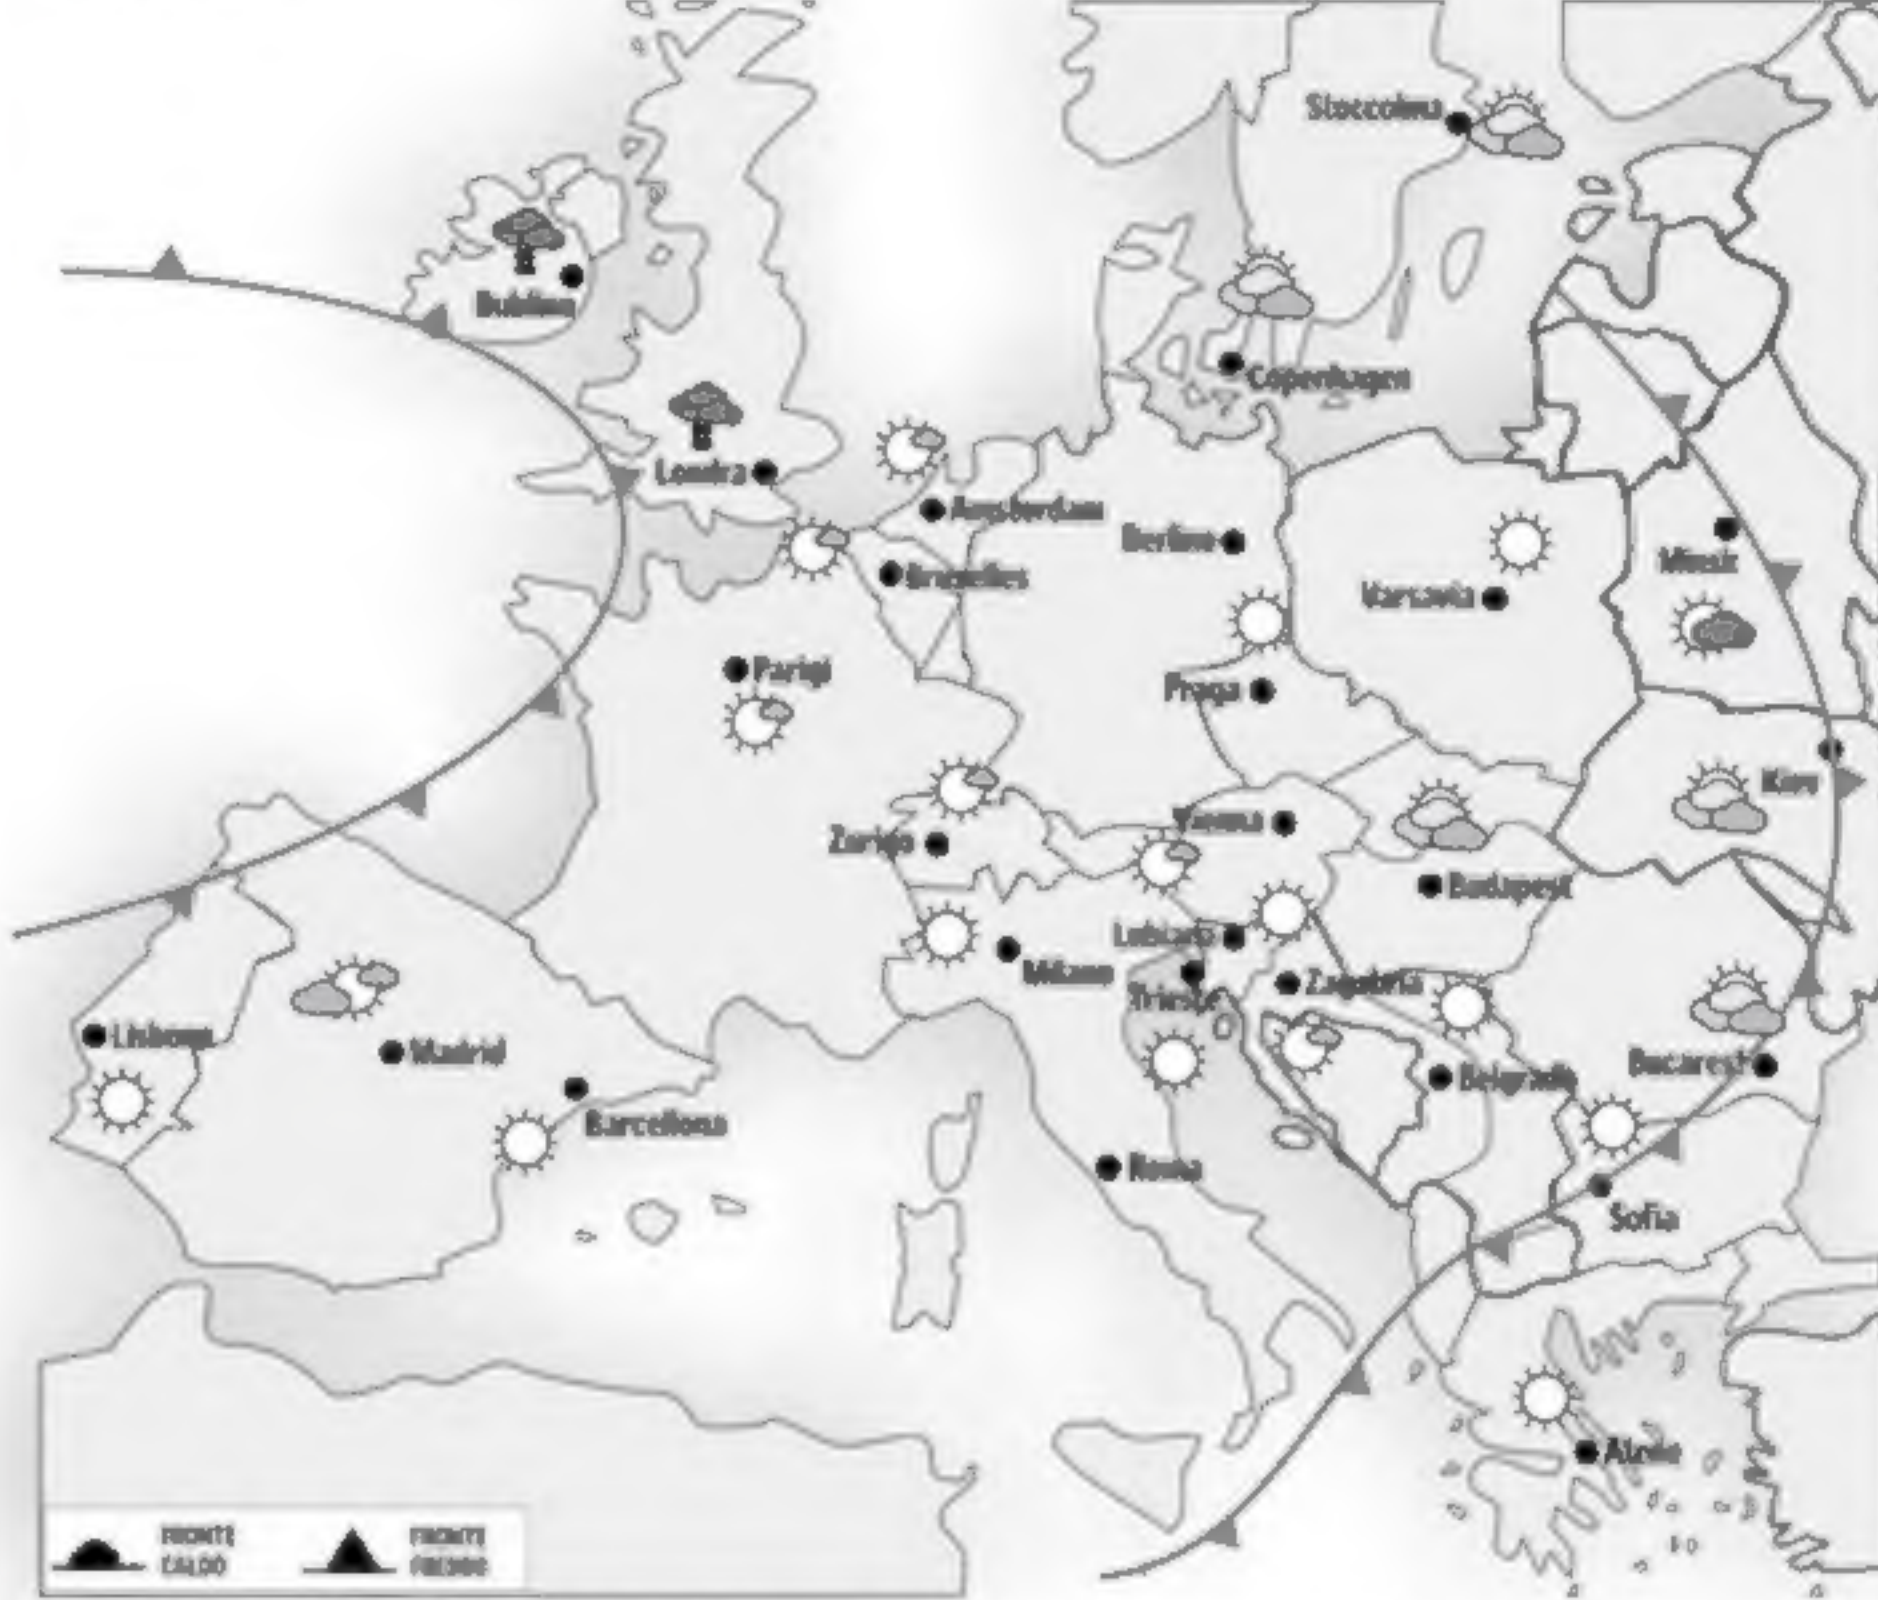 Stoccolma
Dublino
Copenhagen
Londra
Amsterdam
Berlino
Bruxelles
Minsk
Varsavia
Parigi
Praga
Kiev
Vienna
Zurigo
Budapest
Lubiana
Milano
Zagabria
Trieste
Lisbona
Madrid
Bucarest
Belgrado
Barcellona
Roma
Sofia
Atene
FRONTE
CALDO
FRONTE
FREDDO